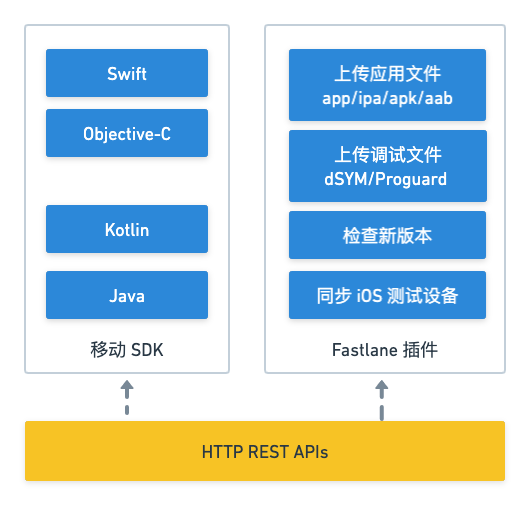 Swift
Objective-C
Kotlin
Java
移动 SDK
上传应用文件
app/ipa/apk/aab
上传调试文件
dSYM/Proguard
检查新版本
同步 iOS 测试设备
Fastlane 插件
HTTP REST APIs